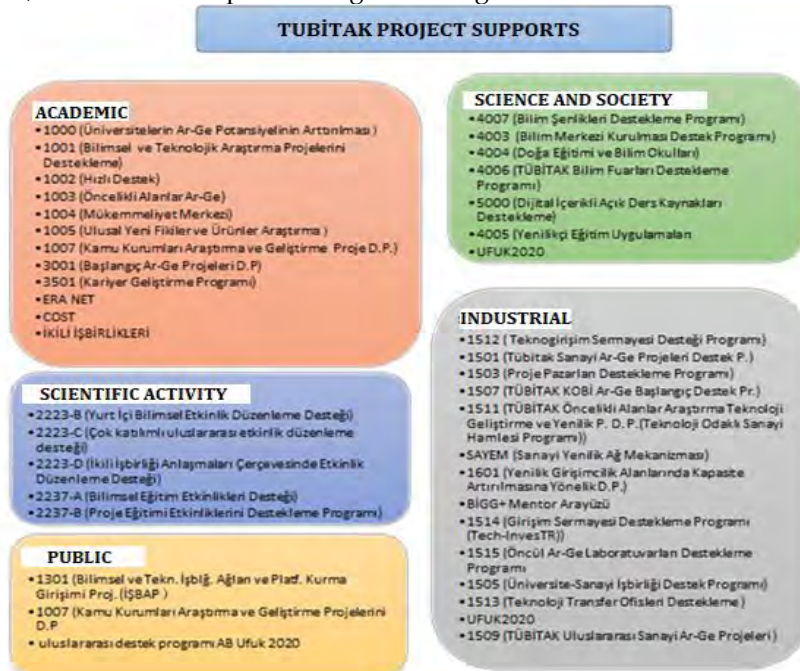 TUBİTAK PROJECT SUPPORTS
ACADEMIC
•1000 (Üniversitelerin Ar-Ge Potansiyelinin Arttırılması)
•1001 (Bilimsel ve Teknolojik Araştırma Projelerini
Destekleme)
•1002 (Hızlı Destek)
•1003 (Öncelikli Alanlar Ar-Ge)
•1004 (Mükemmeliyet Merkezi)
•1005 (Ulusal Yeni Fikiler ve Ürünler Araştırma )
•1007 (Kamu Kurumları Araştırma ve Geliştirme Proje D.P.)
•3001 (Başlangıç Ar-Ge Projeleri D.P)
•3501 (Kariyer Geliştirme Programı)
•ERA NET
•COST
•İKİLİ İŞBİRLİKLERİ
SCIENTIFIC ACTIVITY
•2223-B (Yurt İçi Bilimsel Etkinlik Düzenleme Desteği)
•2223-C (Çok katılımlı uluslararası etkinlik düzenleme
desteği)
•2223-D (İkili İşbirliği Anlaşmaları Çerçevesinde Etkinlik
Düzenleme Desteği)
•2237-A (Bilimsel Eğitim Etkinlikleri Desteği)
•2237-B (Proje Eğitimi Etkinliklerini Destekleme Programı)
PUBLIC
•1301 (Bilimsel ve Tekn. İşblğ. Ağları ve Platf. Kurma
Girişimi Proj. (İŞBAP )
•1007 (Kamu Kurumları Araştırma ve Geliştirme Projelerini
D.P
• uluslararası destek programı AB Ufuk 2020
SCIENCE AND SOCIETY
•4007 (Bilim Şenlikleri Destekleme Programı)
•4003 (Bilim Merkezi Kurulması Destek Programı)
•4004 (Doğa Eğitimi ve Bilim Okulları)
•4006 (TÜBİTAK Bilim Fuarları Destekleme
Programı)
•5000 (Dijital İçerikli Açık Ders Kaynakları
Destekleme)
•4005 (Yenilikçi Eğitim Uygulamaları
•UFUK2020
INDUSTRIAL
•1512 ( Teknogirişim Sermayesi Desteği Programı)
•1501 (Tübitak Sanayi Ar-Ge Projeleri Destek P.)
•1503 (Proje Pazarları Destekleme Programı)
•1507 (TÜBİTAK KOBİ Ar-Ge Başlangıç Destek Pr.)
•1511 (TÜBİTAK Öncelikli Alanlar Araştırma Teknoloji
Geliştirme ve Yenilik P. D. P.(Teknoloji Odaklı Sanayi
Hamlesi Programı))
•SAYEM (Sanayi Yenilik Ağ Mekanizması)
•1601 (Yenilik Girişimcilik Alanlarında Kapasite
Artırılmasına Yönelik D.P.)
•BİGG+ Mentor Arayüzü
•1514 (Girişim Sermayesi Destekleme Programı
(Tech-InvesTR))
•1515 (Öncül Ar-Ge Laboratuvarları Destekleme
Programı
•1505 (Üniversite-Sanayi İşbirliği Destek Programı)
•1513 (Teknoloji Transfer Ofisleri Destekleme )
•UFUK2020
•1509 (TÜBİTAK Uluslararası Sanayi Ar-Ge Projeleri )